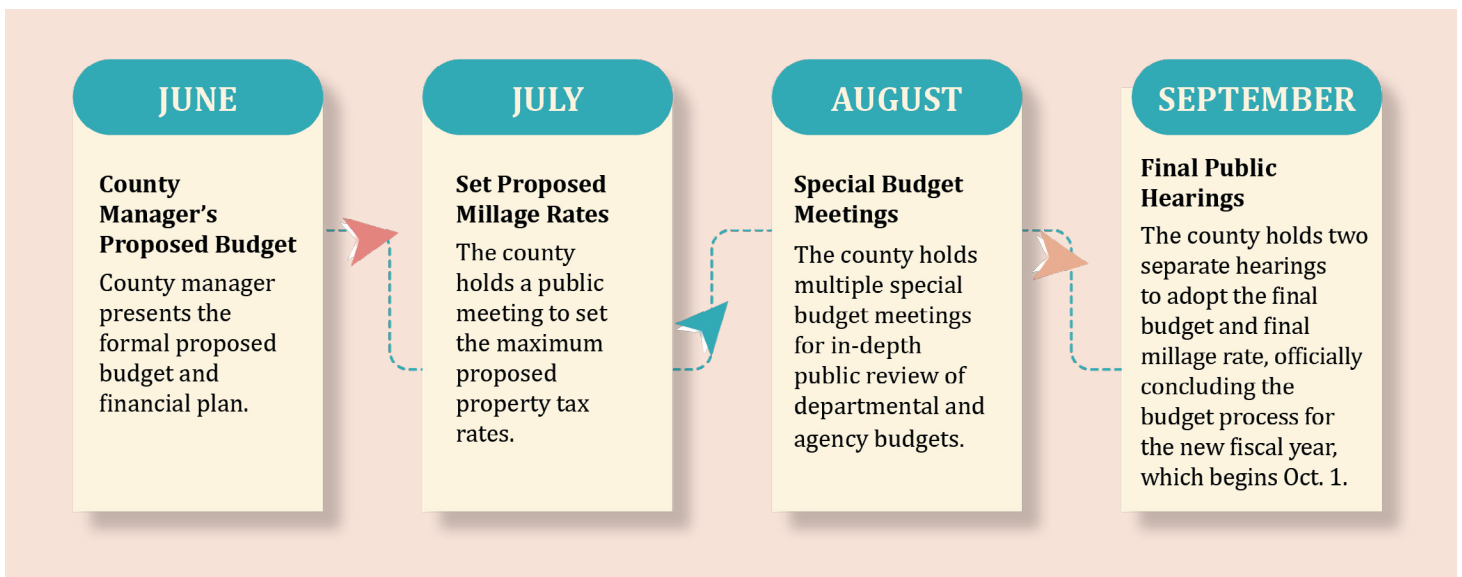 JUNE
County
Manager’s
Proposed Budget
County manager
presents the
formal proposed
budget and
financial plan.
JULY
Set Proposed
Millage Rates
The county
holds a public
meeting to set
the maximum
proposed
property tax
rates.
AUGUST
Special Budget
Meetings
The county holds
multiple special
budget meetings
for in-depth
public review of
departmental and
agency budgets.
SEPTEMBER
Final Public
Hearings
The county holds two
separate hearings
to adopt the final
budget and final
millage rate, officially
concluding the
budget process for
the new fiscal year,
which begins Oct. 1.